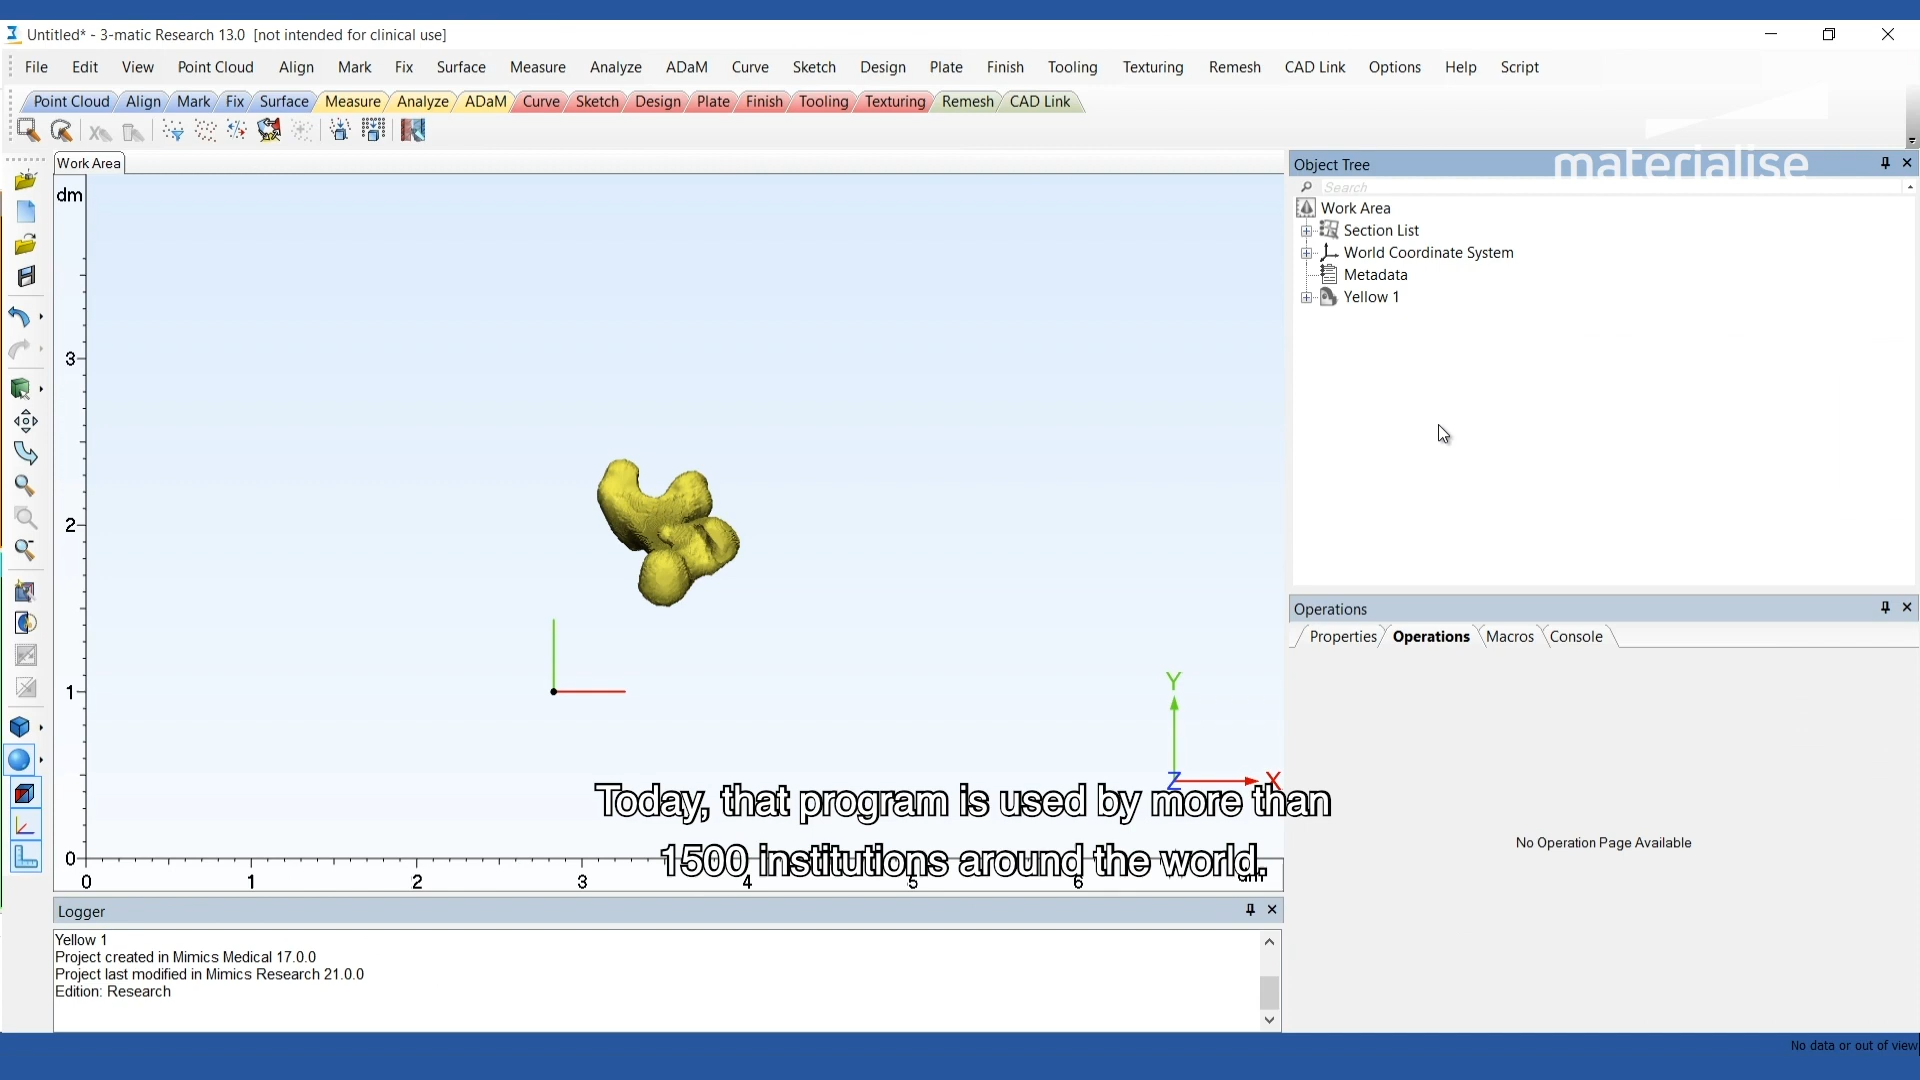 Untitled* - 3-matic Research 13.0 [not intended for clinical use]
File Edit View Point Cloud Align Mark Fix Surface Measure Analyze ADaM Curve Sketch Design Plate Finish Tooling Texturing Remesh CAD Link Options Help Script
Point Cloud Align Mark Fix Surface Measure Analyze ADaM Curve Sketch Design Plate Finish Tooling Texturing Remesh CAD Link
Work Area
dm
3
2
1
0
0 1 2 3 4 5 6 dm
Y
Z X
Object Tree
materialise
Search
Work Area
Section List
World Coordinate System
Metadata
Yellow 1
Operations
Properties Operations Macros Console
No Operation Page Available
Today, that program is used by more than
1500 institutions around the world.
Logger
Yellow 1
Project created in Mimics Medical 17.0.0
Project last modified in Mimics Research 21.0.0
Edition: Research
No data or out of view